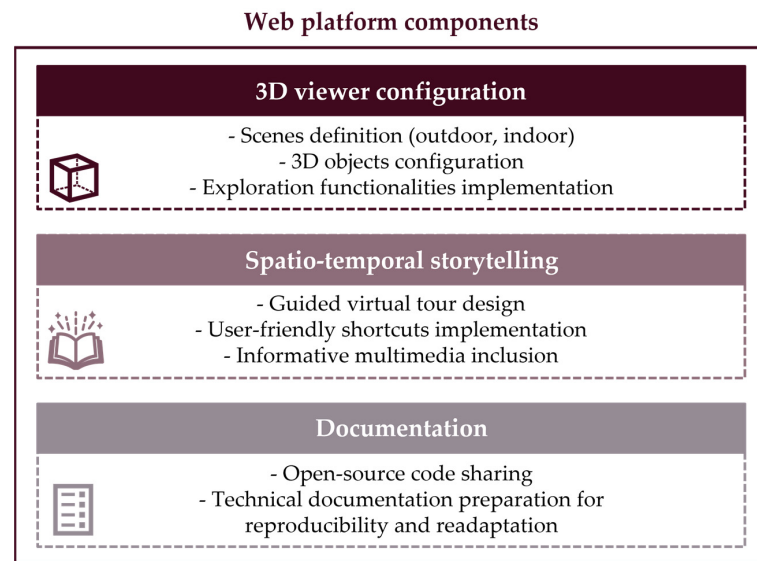 Web platform components
3D viewer configuration
- Scenes definition (outdoor, indoor)
- 3D objects configuration
- Exploration functionalities implementation
Spatio-temporal storytelling
- Guided virtual tour design
- User-friendly shortcuts implementation
- Informative multimedia inclusion
Documentation
- Open-source code sharing
- Technical documentation preparation for
reproducibility and readaptation